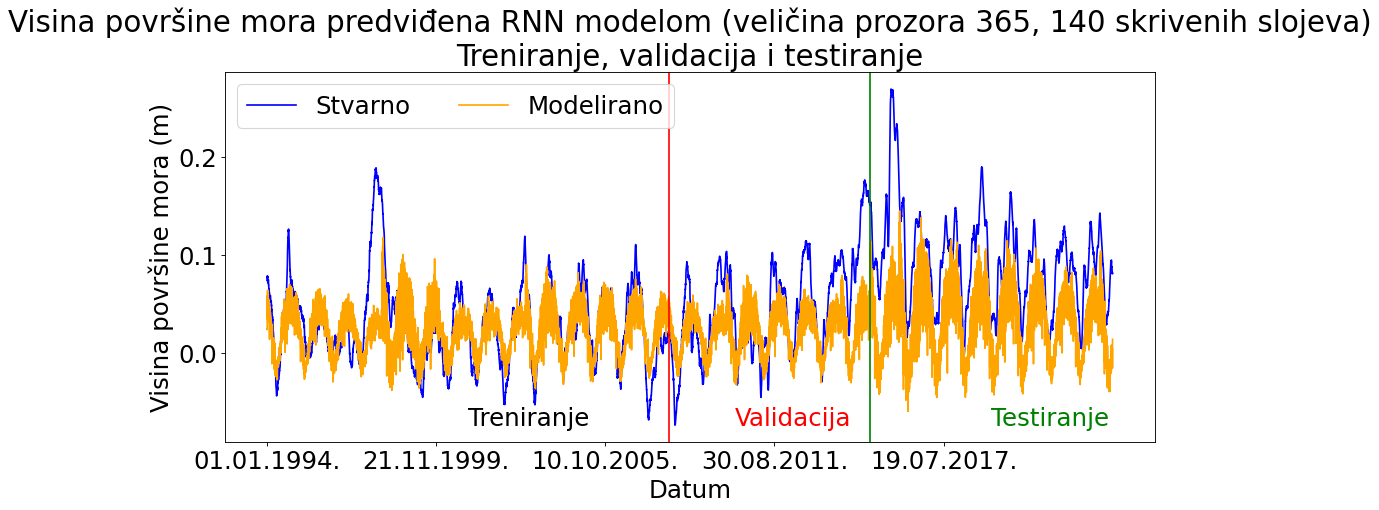 Visina površine mora predviđena RNN modelom (veličina prozora 365, 140 skrivenih slojeva)
Treniranje, validacija i testiranje
Stvarno
Modelirano
Visina površine mora (m)
0.2
0.1
0.0
Treniranje
Validacija
Testiranje
01.01.1994.
21.11.1999.
10.10.2005.
30.08.2011.
19.07.2017.
Datum